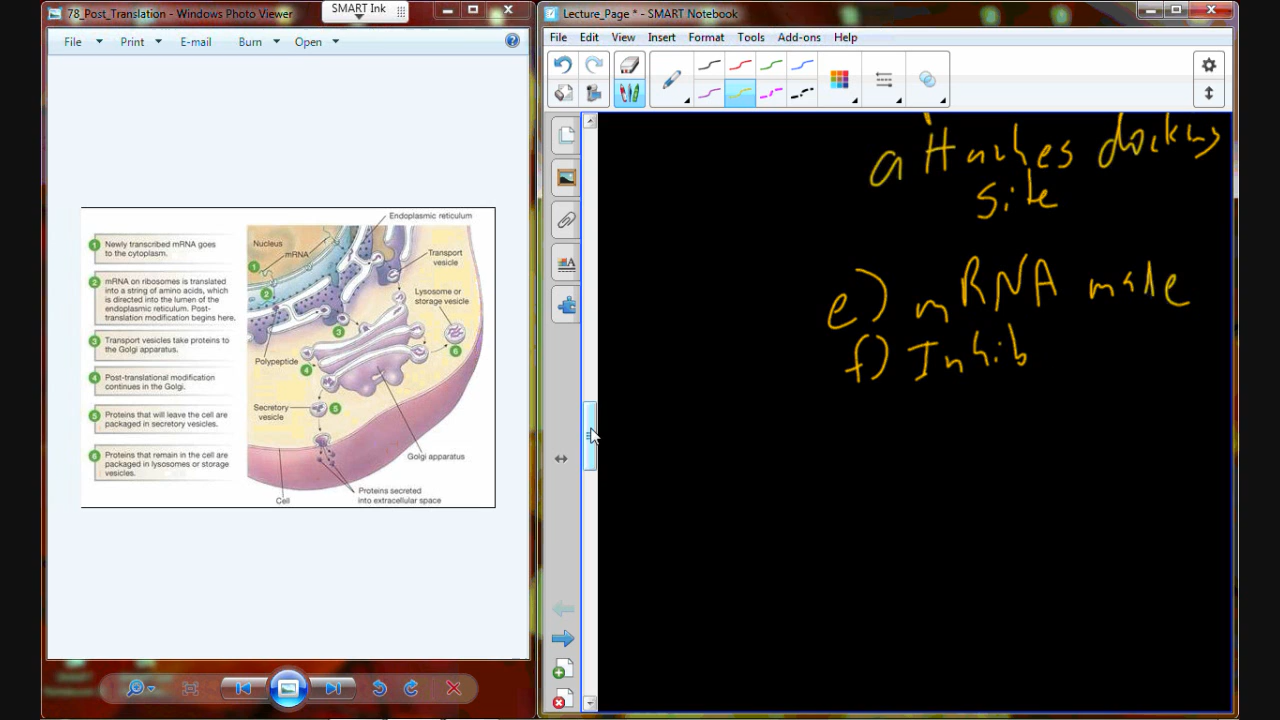 78_Post_Translation - Windows Photo Viewer
SMART Ink
File Print E-mail Burn Open
Endoplasmic reticulum
Nucleus
mRNA
Transport
vesicle
Lysosome or
storage vesicle
1 Newly transcribed mRNA goes
to the cytoplasm.
2 mRNA on ribosomes is translated
into a string of amino acids, which
is directed into the lumen of the
endoplasmic reticulum. Post-
translation modification begins here.
3 Transport vesicles take proteins to
the Golgi apparatus.
4 Post-translational modification
continues in the Golgi.
5 Proteins that will leave the cell are
packaged in secretory vesicles.
6 Proteins that remain in the cell are
packaged in lysosomes or storage
vesicles.
1
2
3
Polypeptide
4
6
Secretory
vesicle
5
Golgi apparatus
Cell
Proteins secreted
into extracellular space
Lecture_Page * - SMART Notebook
File Edit View Insert Format Tools Add-ons Help
attaches docking
site
e) mRNA made
f) Inhib